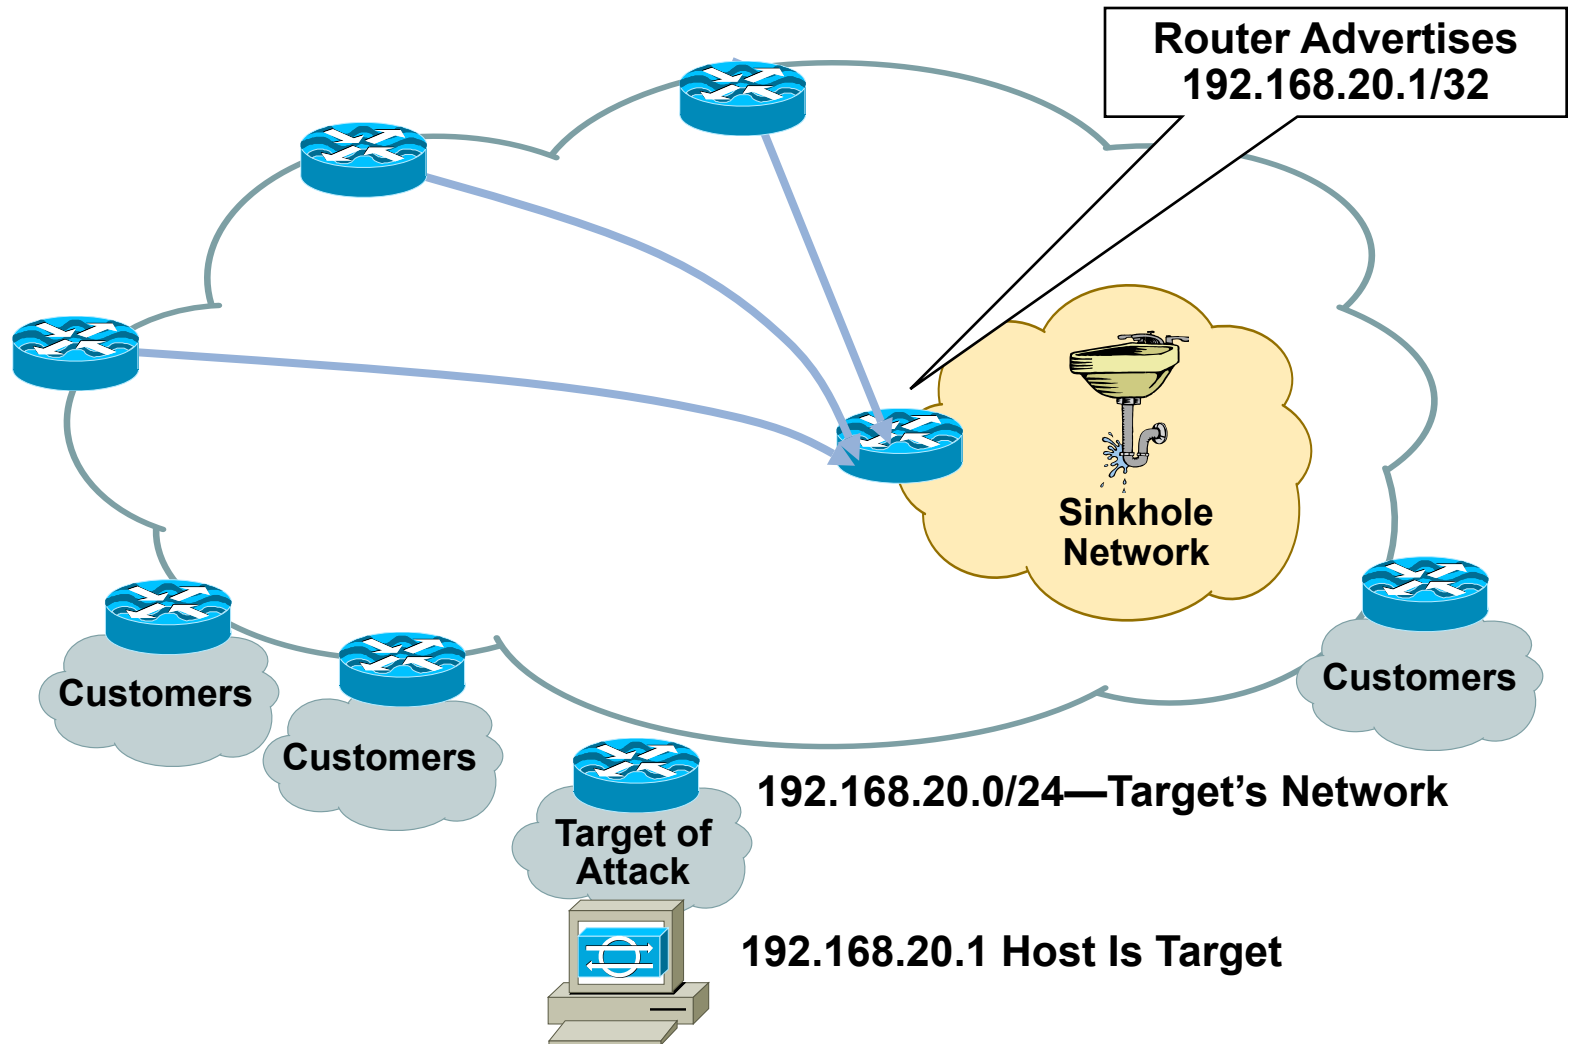 Router Advertises
192.168.20.1/32
Sinkhole
Network
Customers
Customers
Customers
192.168.20.0/24—Target's Network
Target of
Attack
192.168.20.1 Host Is Target